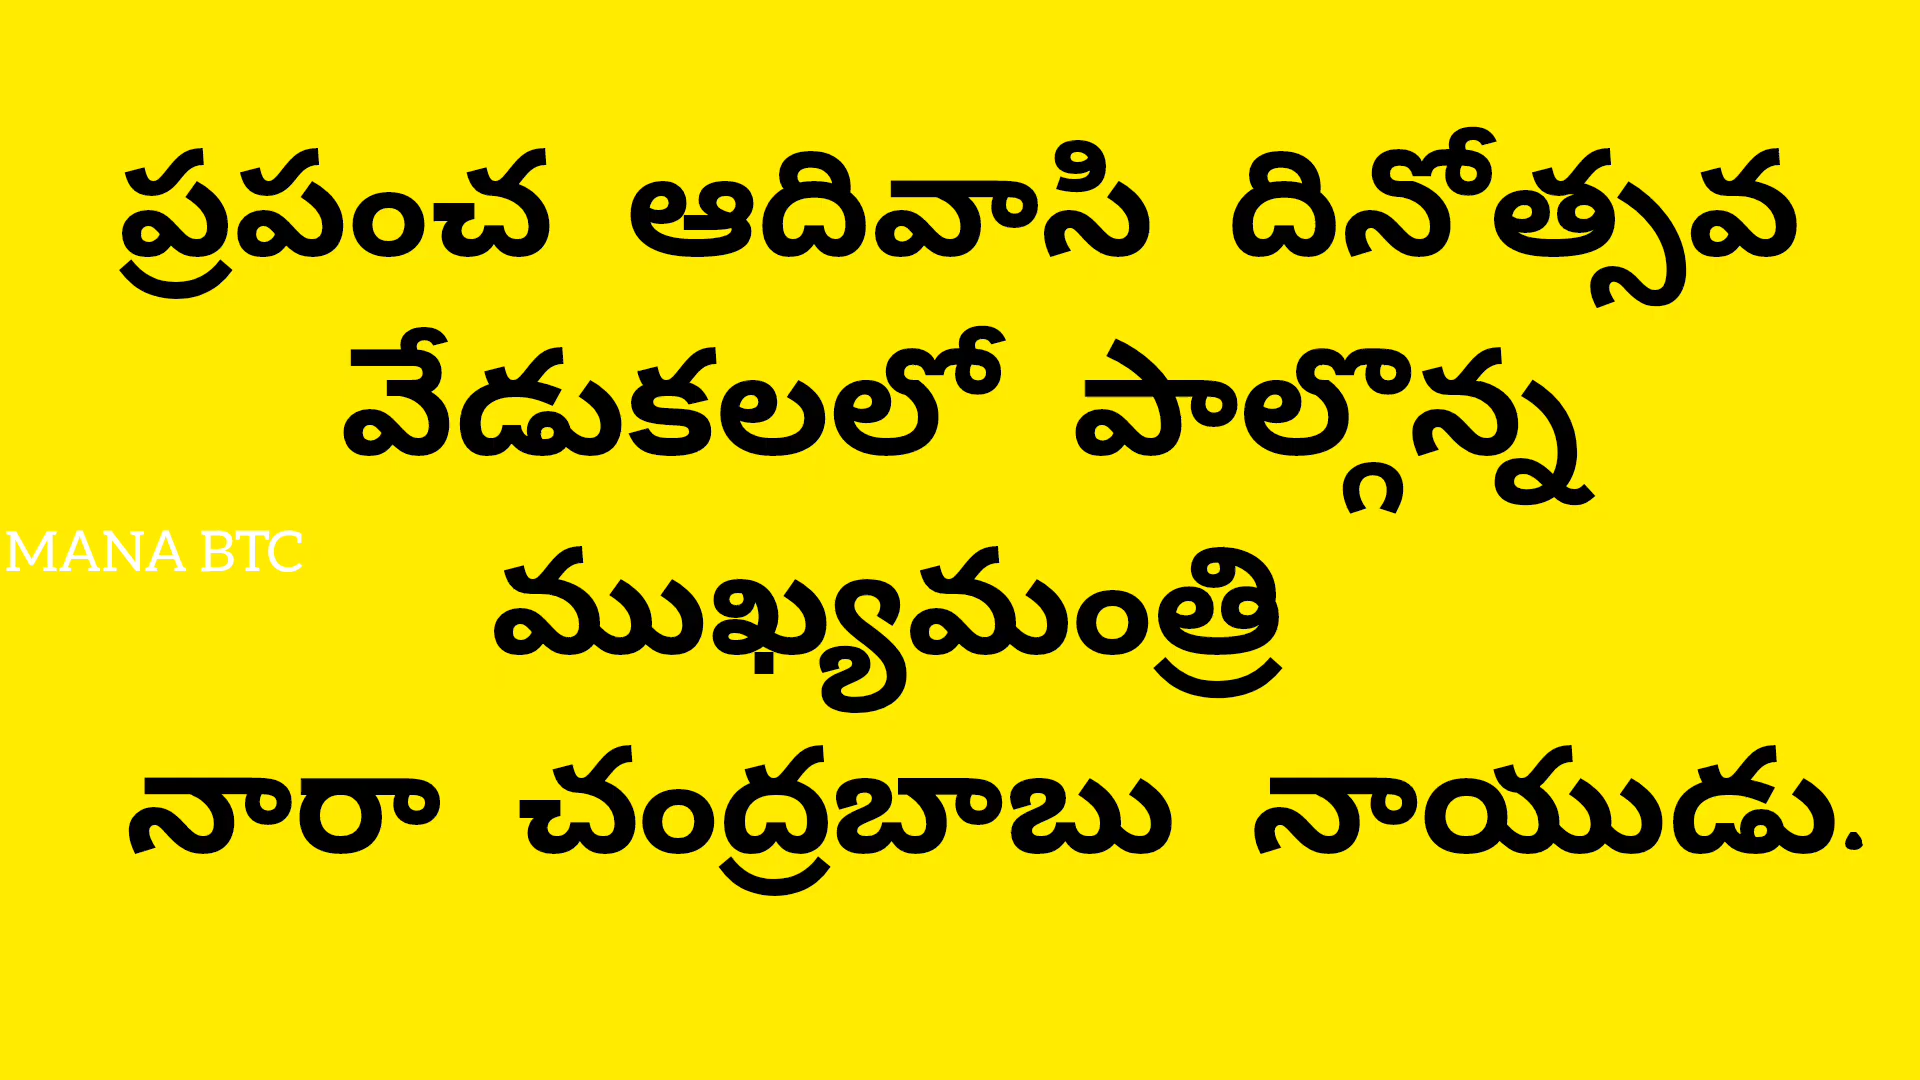 ప్రపంచ ఆదివాసి దినోత్సవ
వేడుకలలో పాల్గొన్న
MANA BTC
ముఖ్యమంత్రి
నారా చంద్రబాబు నాయుడు.